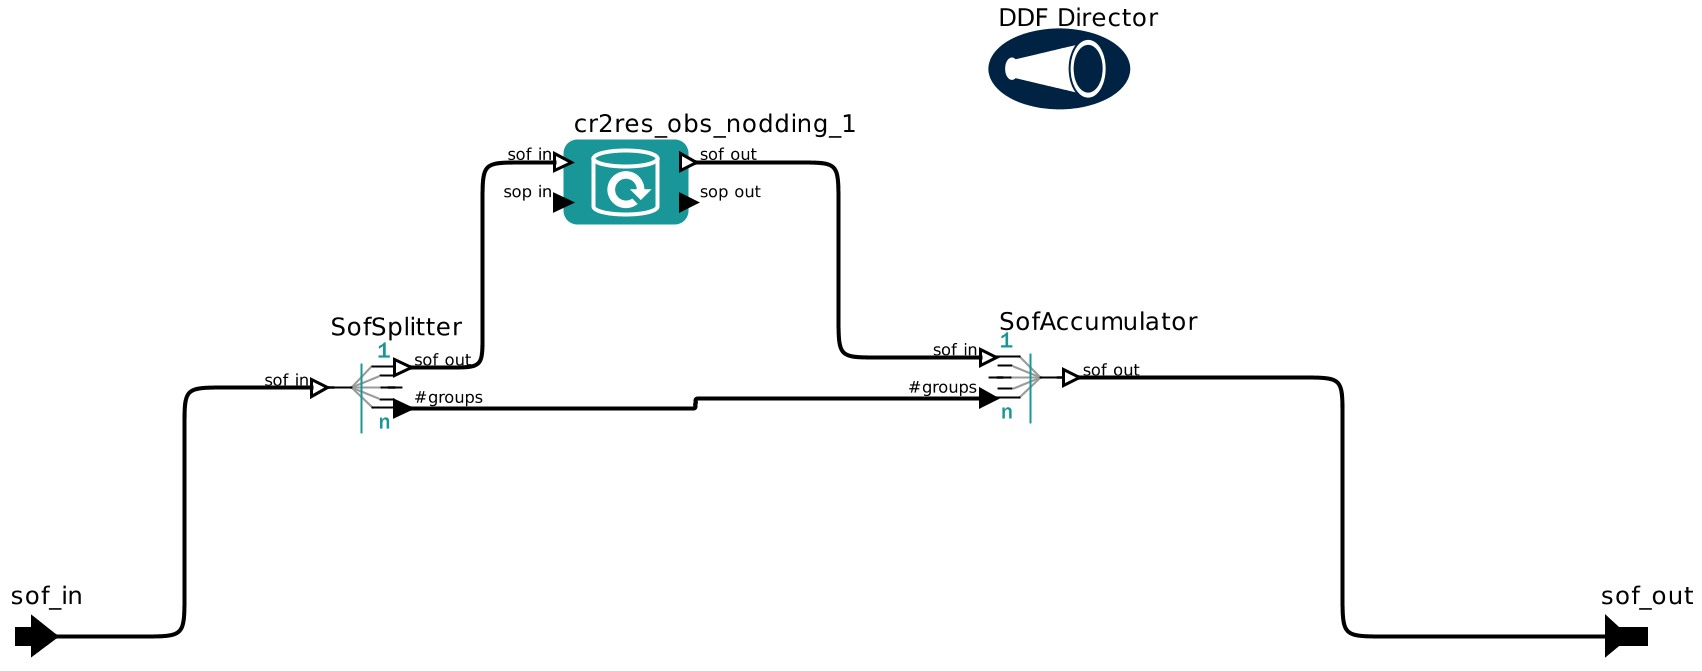 DDF Director
cr2res_obs_nodding_1
sof in
sof out
sop in
sop out
SofSplitter
1
sof out
sof in
#groups
n
SofAccumulator
1
sof in
sof out
#groups
n
sof_in
sof_out